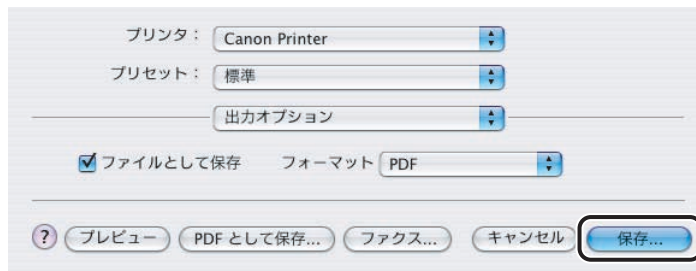 プリンタ： Canon Printer
プリセット： 標準
出力オプション
ファイルとして保存 フォーマット PDF
? プレビュー PDF として保存... ファクス... キャンセル 保存...